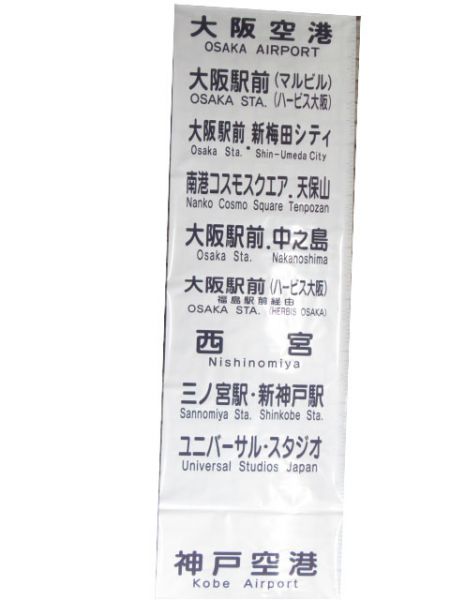 大阪空港
OSAKA AIRPORT
大阪駅前(マルビル)
OSAKA STA.(ハービス大阪)
大阪駅前・新梅田シティ
Osaka Sta. Shin-Umeda City
南港コスモスクエア・天保山
Nanko Cosmo Square Tenpozan
大阪駅前・中之島
Osaka Sta. Nakanoshima
大阪駅前(ハービス大阪)
福島駅前経由
OSAKA STA. (HERBIS OSAKA)
西宮
Nishinomiya
三ノ宮駅・新神戸駅
Sannomiya Sta. Shinkobe Sta.
ユニバーサル・スタジオ
Universal Studios Japan
神戸空港
Kobe Airport